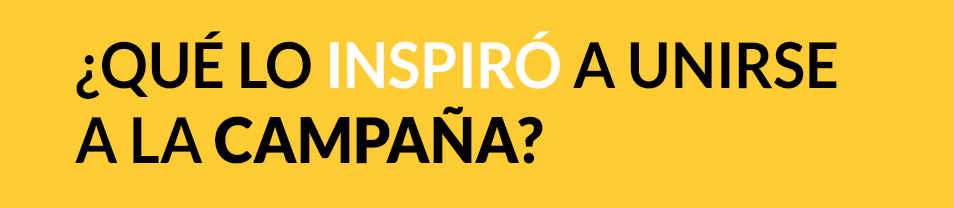 ¿QUÉ LO INSPIRÓ A UNIRSE
A LA CAMPAÑA?